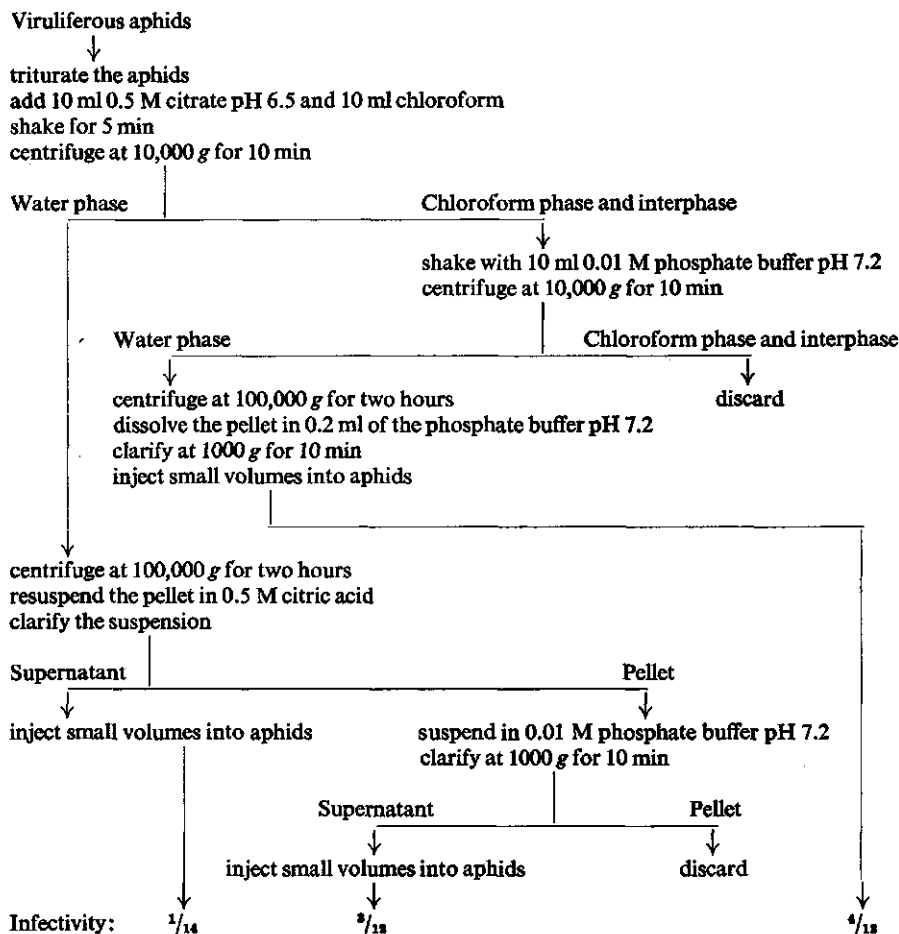 Viruliferous aphids
triturate the aphids
add 10 ml 0.5 M citrate pH 6.5 and 10 ml chloroform
shake for 5 min
centrifuge at 10,000 g for 10 min
Water phase
Chloroform phase and interphase
shake with 10 ml 0.01 M phosphate buffer pH 7.2
centrifuge at 10,000 g for 10 min
Water phase
Chloroform phase and interphase
centrifuge at 100,000 g for two hours
dissolve the pellet in 0.2 ml of the phosphate buffer pH 7.2
clarify at 1000 g for 10 min
inject small volumes into aphids
discard
centrifuge at 100,000 g for two hours
resuspend the pellet in 0.5 M citric acid
clarify the suspension
Supernatant
Pellet
inject small volumes into aphids
suspend in 0.01 M phosphate buffer pH 7.2
clarify at 1000 g for 10 min
Supernatant
Pellet
inject small volumes into aphids
discard
Infectivity: 1/14